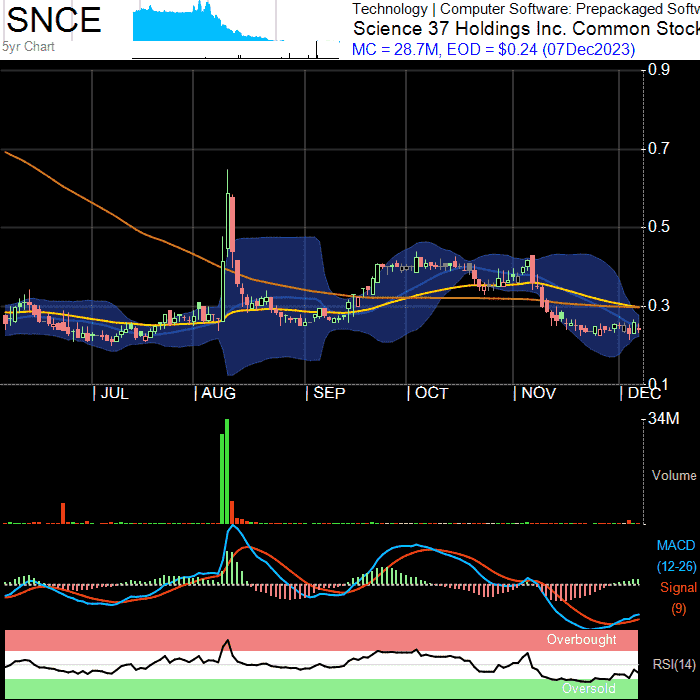 SNCE
5yr Chart
Technology | Computer Software: Prepackaged Softw
Science 37 Holdings Inc. Common Stock
MC = 28.7M, EOD = $0.24 (07Dec2023)
0.9
0.7
0.5
0.3
0.1
JUL AUG SEP OCT NOV DEC
34M
Volume
MACD
(12-26)
Signal
(9)
Overbought
RSI(14)
Oversold